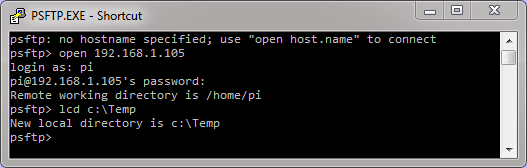 PSFTP.EXE - Shortcut
psftp: no hostname specified; use "open host.name" to connect
psftp> open 192.168.1.105
login as: pi
pi@192.168.1.105's password:
Remote working directory is /home/pi
psftp> lcd c:\Temp
New local directory is c:\Temp
psftp>